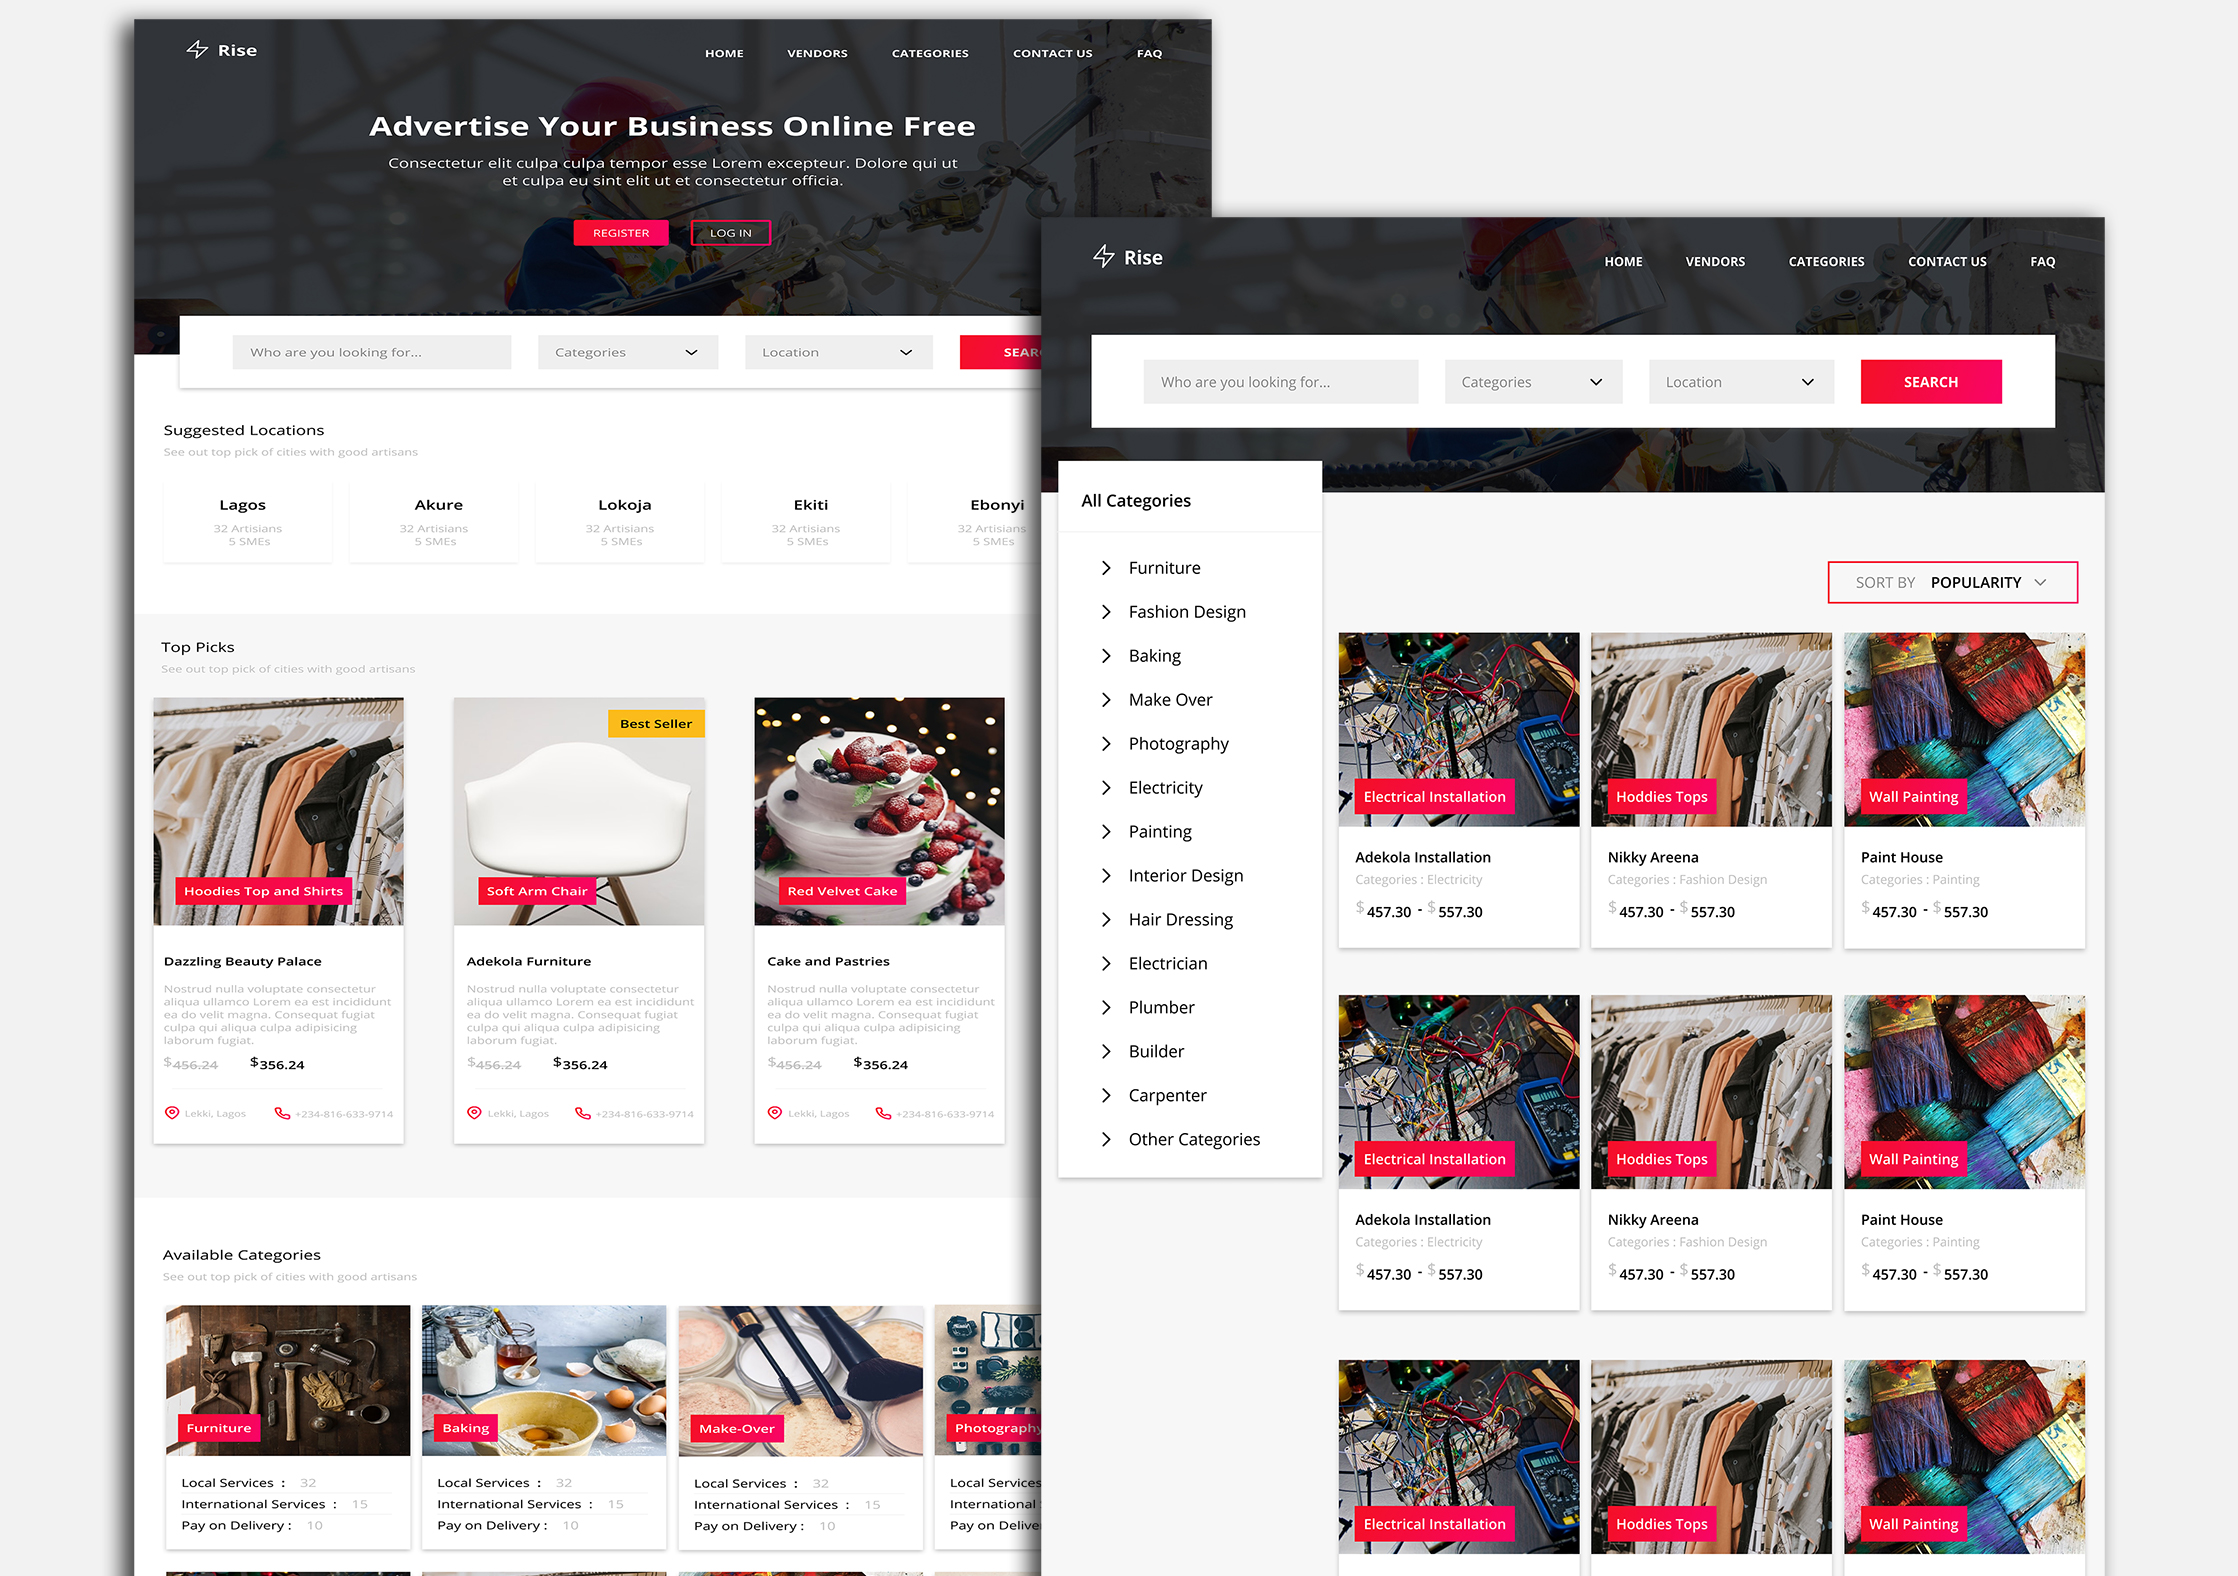 Rise
HOME VENDORS CATEGORIES CONTACT US FAQ
Advertise Your Business Online Free
Consectetur elit culpa culpa tempor esse Lorem excepteur. Dolore qui ut
et culpa eu sint elit ut et consectetur officia.
REGISTER LOG IN
Who are you looking for... Categories Location
Suggested Locations
See out top pick of cities with good artisans
Lagos Akure Lokoja Ekiti Ebonyi
32 Artisians 32 Artisians 32 Artisians 32 Artisians 32 Artisians
5 SMEs 5 SMEs 5 SMEs 5 SMEs 5 SMEs
Top Picks
See out top pick of cities with good artisans
Best Seller
Hoodies Top and Shirts Soft Arm Chair Red Velvet Cake
Dazzling Beauty Palace
Nostrud nulla voluptate consectetur
aliqua ullamco Lorem ea est incididunt
ea do velit magna. Consequat fugiat
culpa qui aliqua culpa adipisicing
laborum fugiat.
$456.24 $356.24
Lekki, Lagos +234-816-633-9714
Adekola Furniture
Nostrud nulla voluptate consectetur
aliqua ullamco Lorem ea est incididunt
ea do velit magna. Consequat fugiat
culpa qui aliqua culpa adipisicing
laborum fugiat.
$456.24 $356.24
Lekki, Lagos +234-816-633-9714
Cake and Pastries
Nostrud nulla voluptate consectetur
aliqua ullamco Lorem ea est incididunt
ea do velit magna. Consequat fugiat
culpa qui aliqua culpa adipisicing
laborum fugiat.
$456.24 $356.24
Lekki, Lagos +234-816-633-9714
Available Categories
See out top pick of cities with good artisans
Furniture Baking Make-Over Photography
Local Services : 32
International Services : 15
Pay on Delivery : 10
Local Services : 32
International Services : 15
Pay on Delivery : 10
Local Services : 32
International Services : 15
Pay on Delivery : 10
Local Services
International
Pay on
Rise
HOME VENDORS CATEGORIES CONTACT US FAQ
Who are you looking for... Categories Location SEARCH
All Categories
Furniture
Fashion Design
Baking
Make Over
Photography
Electricity
Painting
Interior Design
Hair Dressing
Electrician
Plumber
Builder
Carpenter
Other Categories
SORT BY POPULARITY
Electrical Installation Hoddies Tops Wall Painting
Adekola Installation Nikky Areena Paint House
Categories : Electricity Categories : Fashion Design Categories : Painting
$457.30 - $557.30 $457.30 - $557.30 $457.30 - $557.30
Electrical Installation Hoddies Tops Wall Painting
Adekola Installation Nikky Areena Paint House
Categories : Electricity Categories : Fashion Design Categories : Painting
$457.30 - $557.30 $457.30 - $557.30 $457.30 - $557.30
Electrical Installation Hoddies Tops Wall Painting